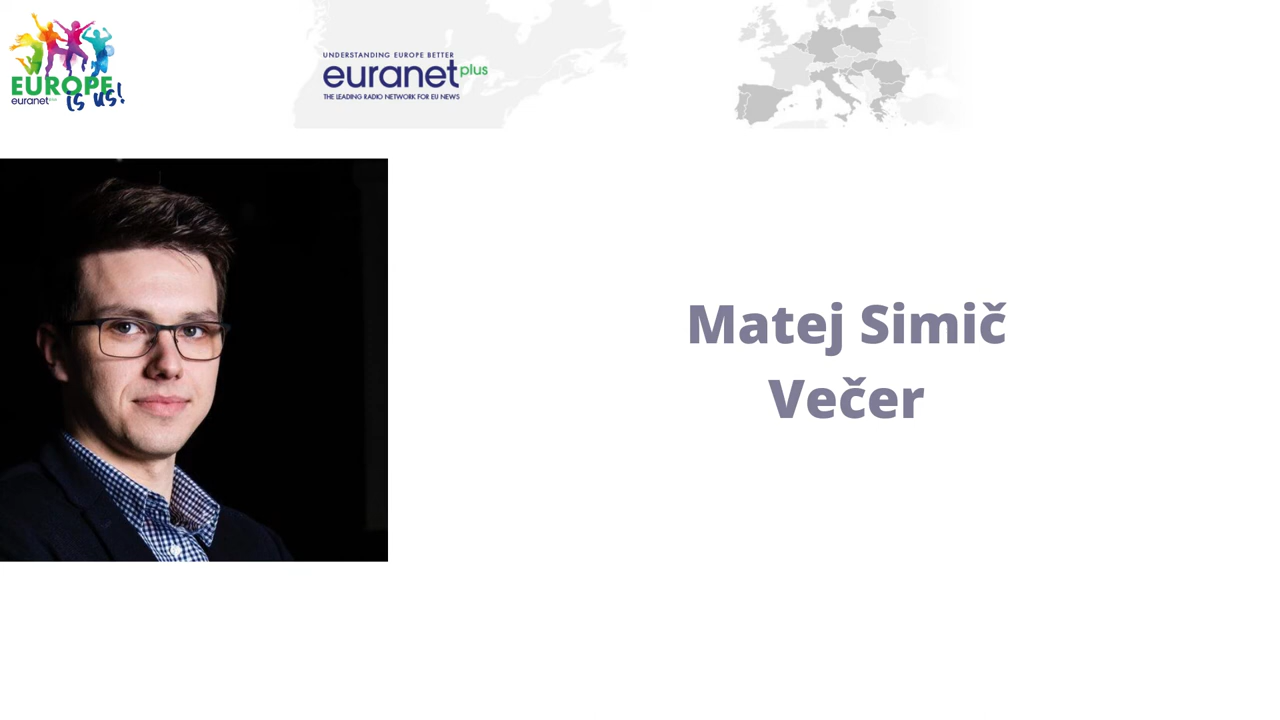 EUROPE
is us!
euranet plus
UNDERSTANDING EUROPE BETTER
euranet plus
THE LEADING RADIO NETWORK FOR EU NEWS
Matej Simič
Večer